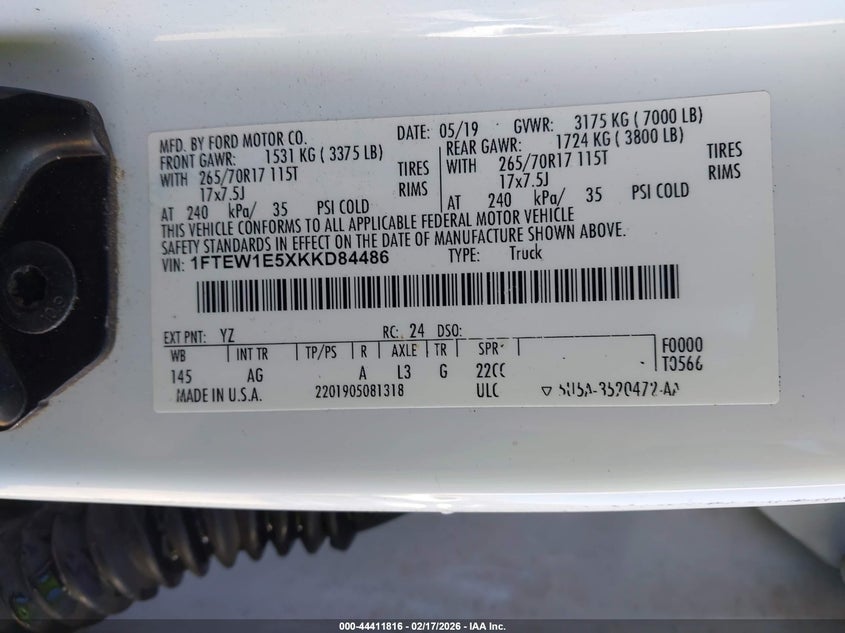 MFD. BY FORD MOTOR CO. DATE: 05/19 GVWR: 3175 KG ( 7000 LB)
FRONT GAWR: 1531 KG ( 3375 LB) REAR GAWR: 1724 KG ( 3800 LB)
WITH 265/70R17 115T TIRES WITH 265/70R17 115T TIRES
17x7.5J RIMS 17x7.5J RIMS
AT 240 kPa/ 35 PSI COLD AT 240 kPa/ 35 PSI COLD
THIS VEHICLE CONFORMS TO ALL APPLICABLE FEDERAL MOTOR VEHICLE
SAFETY STANDARDS IN EFFECT ON THE DATE OF MANUFACTURE SHOWN ABOVE.
VIN: 1FTEW1E5XKKD84486 TYPE: Truck
EXT PNT: YZ RC: 24 DSO: F0000
WB INT TR TP/PS R AXLE TR SPR T0566
145 AG A L3 G 22CC
MADE IN U.S.A. 2201905081318 ULC
000-44411816 - 02/17/2026 - IAA Inc.